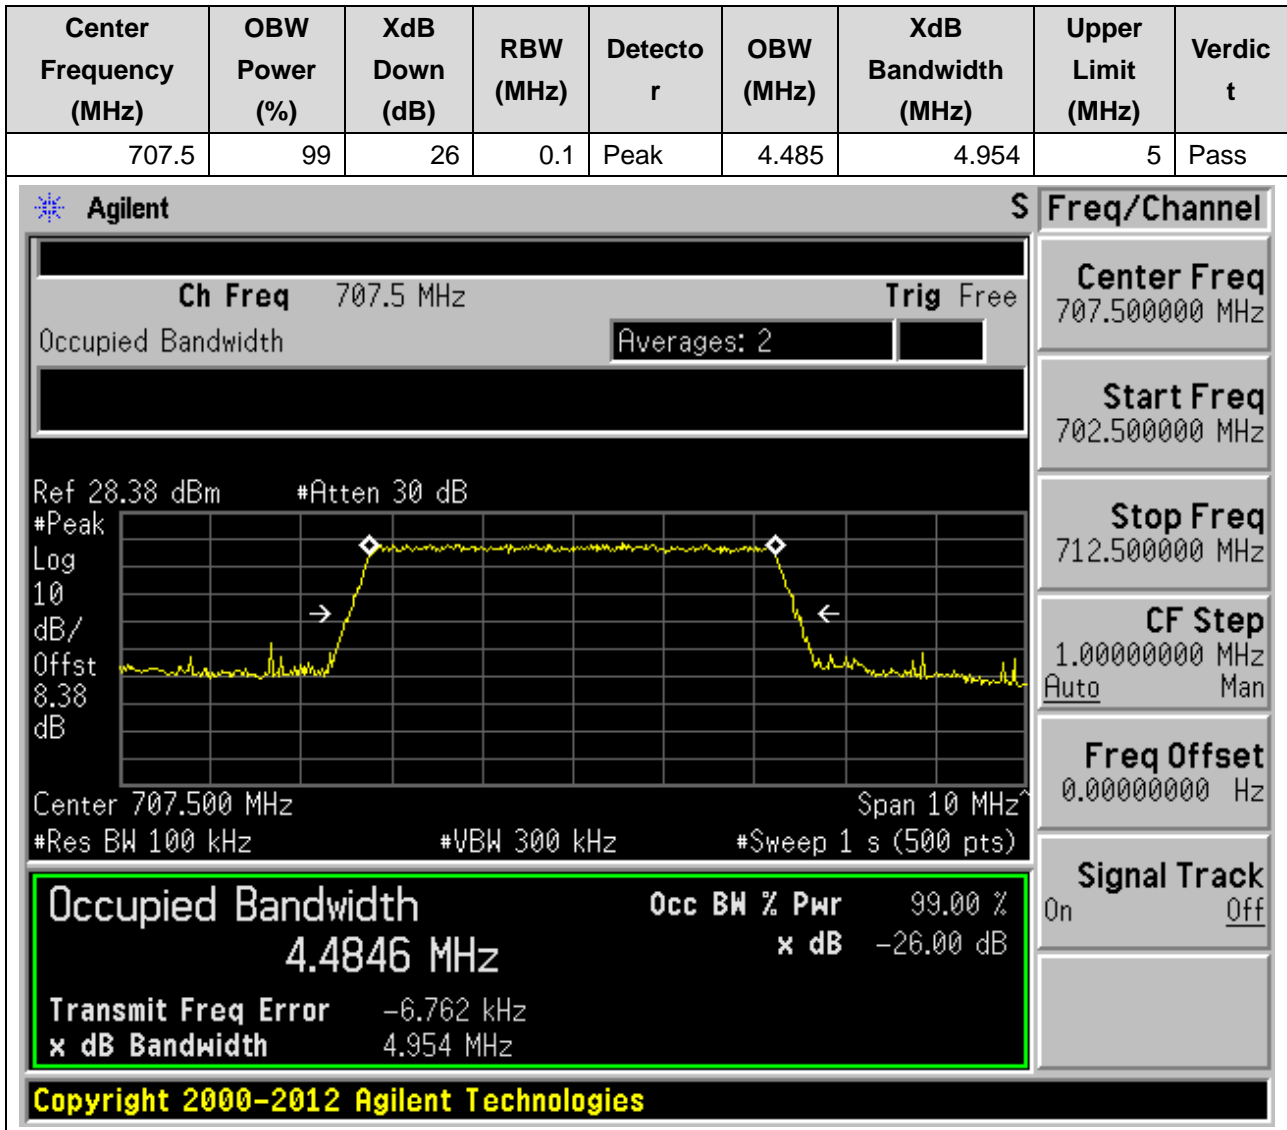 Center Frequency (MHz) OBW Power (%) XdB Down (dB) RBW (MHz) Detecto r OBW (MHz) XdB Bandwidth (MHz) Upper Limit (MHz) Verdic t
707.5 99 26 0.1 Peak 4.485 4.954 5 Pass
Agilent S Freq/Channel
Ch Freq 707.5 MHz Trig Free
Occupied Bandwidth Averages: 2
Center Freq
707.500000 MHz
Start Freq
702.500000 MHz
Stop Freq
712.500000 MHz
CF Step
1.00000000 MHz
Auto Man
Freq Offset
0.00000000 Hz
Signal Track
On Off
Ref 28.38 dBm #Atten 30 dB
#Peak
Log
10
dB/
Offst
8.38
dB
Center 707.500 MHz Span 10 MHz^
#Res BW 100 kHz #VBW 300 kHz #Sweep 1 s (500 pts)
Occupied Bandwidth Occ BW % Pwr 99.00 %
4.4846 MHz x dB -26.00 dB
Transmit Freq Error -6.762 kHz
x dB Bandwidth 4.954 MHz
Copyright 2000-2012 Agilent Technologies